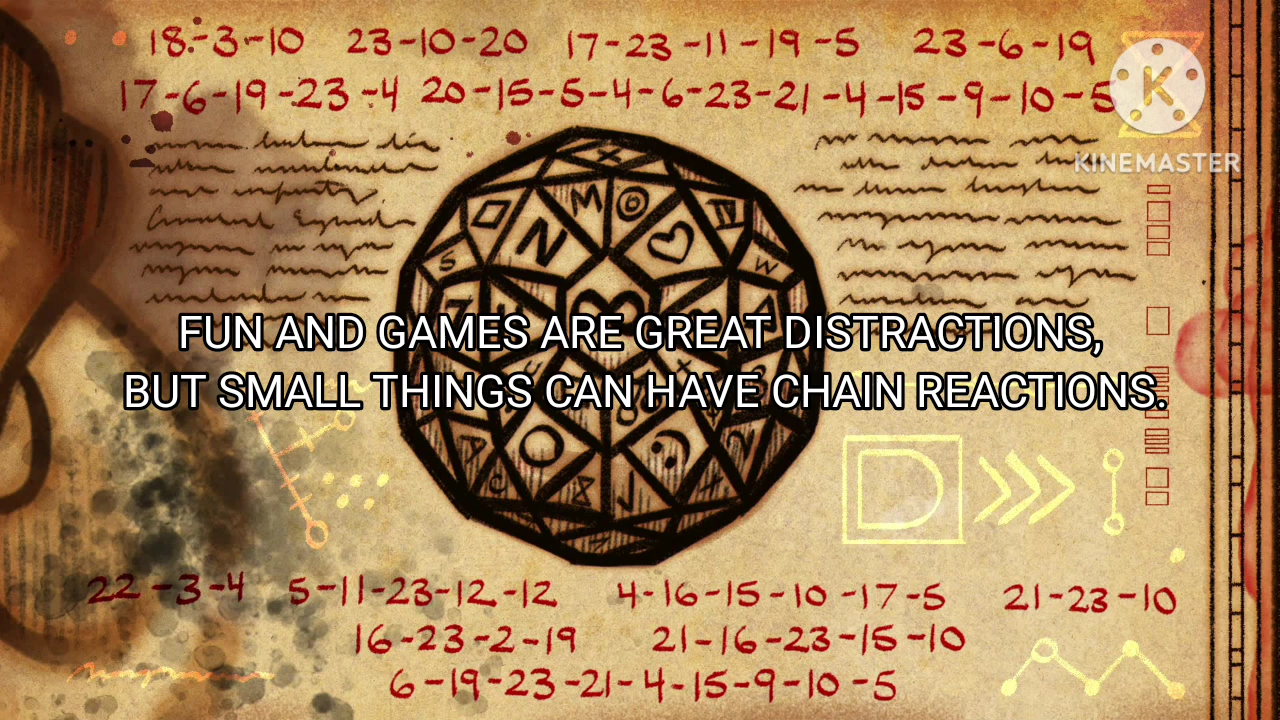 18-3-10 23-10-20 17-23-11-19-5 23-6-19
17-6-19-23-4 20-15-5-4-6-23-21-4-15-9-10-5
K
KINEMASTER
N M IV
S W
FUN AND GAMES ARE GREAT DISTRACTIONS,
BUT SMALL THINGS CAN HAVE CHAIN REACTIONS.
D
22-3-4 5-11-23-12-12 4-16-15-10-17-5 21-23-10
16-23-2-19 21-16-23-15-10
6-19-23-21-4-15-9-10-5